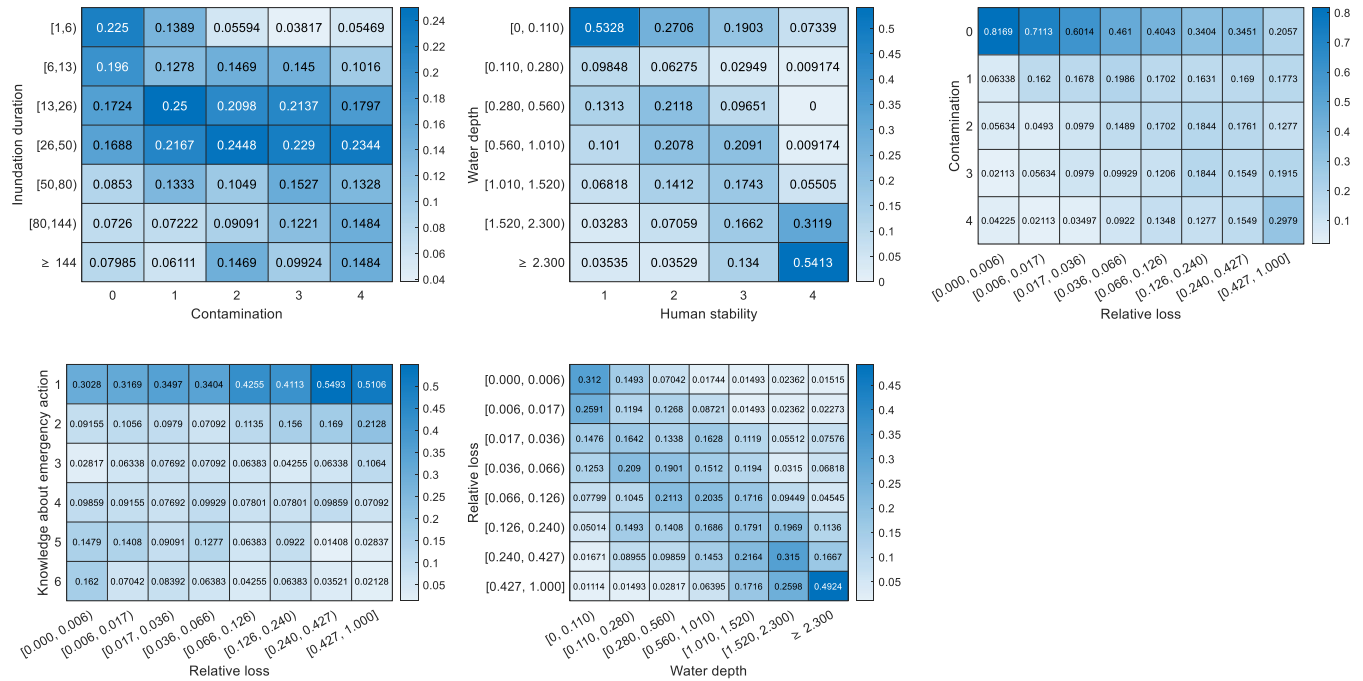 [1,6) 0.225 0.1389 0.05594 0.03817 0.05469
[6,13) 0.196 0.1278 0.1469 0.145 0.1016
[13,26) 0.1724 0.25 0.2098 0.2137 0.1797
[26,50) 0.1688 0.2167 0.2448 0.229 0.2344
[50,80) 0.0853 0.1333 0.1049 0.1527 0.1328
[80,144) 0.0726 0.07222 0.09091 0.1221 0.1484
≥ 144 0.07985 0.06111 0.1469 0.09924 0.1484
0 1 2 3 4
Contamination
Inundation duration
0.24
0.22
0.2
0.18
0.16
0.14
0.12
0.1
0.08
0.06
0.04
[0, 0.110) 0.5328 0.2706 0.1903 0.07339
[0.110, 0.280) 0.09848 0.06275 0.02949 0.009174
[0.280, 0.560) 0.1313 0.2118 0.09651 0
[0.560, 1.010) 0.101 0.2078 0.2091 0.009174
[1.010, 1.520) 0.06818 0.1412 0.1743 0.05505
[1.520, 2.300) 0.03283 0.07059 0.1662 0.3119
≥ 2.300 0.03535 0.03529 0.134 0.5413
1 2 3 4
Human stability
Water depth
0.5
0.45
0.4
0.35
0.3
0.25
0.2
0.15
0.1
0.05
0
0 0.8169 0.7113 0.6014 0.461 0.4043 0.3404 0.3451 0.2057
1 0.06338 0.162 0.1678 0.1986 0.1702 0.1631 0.169 0.1773
2 0.05634 0.0493 0.0979 0.1489 0.1702 0.1844 0.1761 0.1277
3 0.02113 0.05634 0.0979 0.09929 0.1206 0.1844 0.1549 0.1915
4 0.04225 0.02113 0.03497 0.0922 0.1348 0.1277 0.1549 0.2979
[0.000, 0.006) [0.006, 0.017) [0.017, 0.036) [0.036, 0.066) [0.066, 0.126) [0.126, 0.240) [0.240, 0.427) [0.427, 1.000]
Relative loss
Contamination
0.8
0.7
0.6
0.5
0.4
0.3
0.2
0.1
1 0.3028 0.3169 0.3497 0.3404 0.4255 0.4113 0.5493 0.5106
2 0.09155 0.1056 0.0979 0.07092 0.1135 0.156 0.169 0.2128
3 0.02817 0.06338 0.07692 0.07092 0.06383 0.04255 0.06338 0.1064
4 0.09859 0.09155 0.07692 0.09929 0.07801 0.07801 0.09859 0.07092
5 0.1479 0.1408 0.09091 0.1277 0.06383 0.0922 0.01408 0.02837
6 0.162 0.07042 0.08392 0.06383 0.04255 0.06383 0.03521 0.02128
[0.000, 0.006) [0.006, 0.017) [0.017, 0.036) [0.036, 0.066) [0.066, 0.126) [0.126, 0.240) [0.240, 0.427) [0.427, 1.000]
Relative loss
Knowledge about emergency action
0.5
0.45
0.4
0.35
0.3
0.25
0.2
0.15
0.1
0.05
[0.000, 0.006) 0.312 0.1493 0.07042 0.01744 0.01493 0.02362 0.01515
[0.006, 0.017) 0.2591 0.1194 0.1268 0.08721 0.01493 0.02362 0.02273
[0.017, 0.036) 0.1476 0.1642 0.1338 0.1628 0.1119 0.05512 0.07576
[0.036, 0.066) 0.1253 0.209 0.1901 0.1512 0.1194 0.0315 0.06818
[0.066, 0.126) 0.07799 0.1045 0.2113 0.2035 0.1716 0.09449 0.04545
[0.126, 0.240) 0.05014 0.1493 0.1408 0.1686 0.1791 0.1969 0.1136
[0.240, 0.427) 0.01671 0.08955 0.09859 0.1453 0.2164 0.315 0.1667
[0.427, 1.000] 0.01114 0.01493 0.02817 0.06395 0.1716 0.2598 0.4924
[0, 0.110) [0.110, 0.280) [0.280, 0.560) [0.560, 1.010) [1.010, 1.520) [1.520, 2.300) ≥ 2.300
Water depth
Relative loss
0.45
0.4
0.35
0.3
0.25
0.2
0.15
0.1
0.05